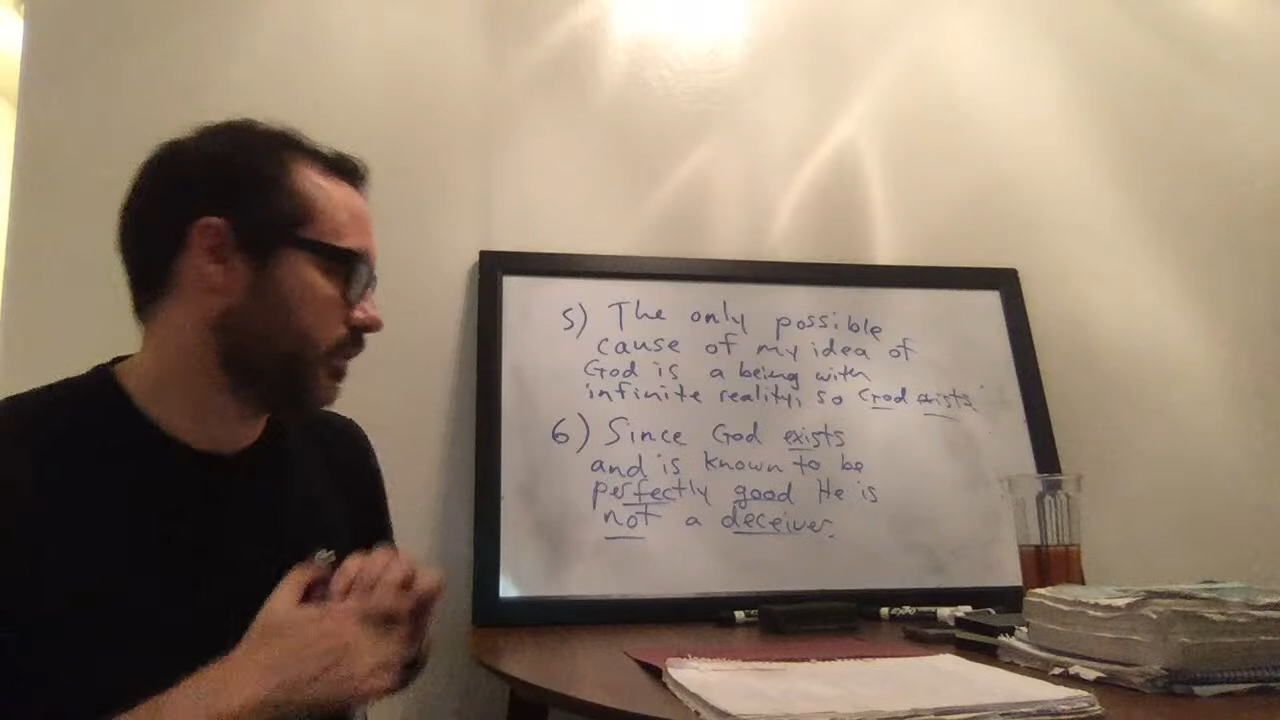 5) The only possible
cause of my idea of
God is a being with
infinite reality, so God exists.
6) Since God exists
and is known to be
perfectly good He is
not a deceiver.